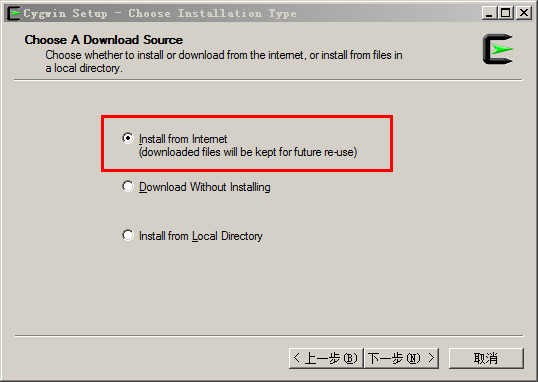 Cygwin Setup - Choose Installation Type
Choose A Download Source
Choose whether to install or download from the internet, or install from files in
a local directory.
Install from Internet
(downloaded files will be kept for future re-use)
Download Without Installing
Install from Local Directory
< 上一步(B) 下一步(N) > 取消